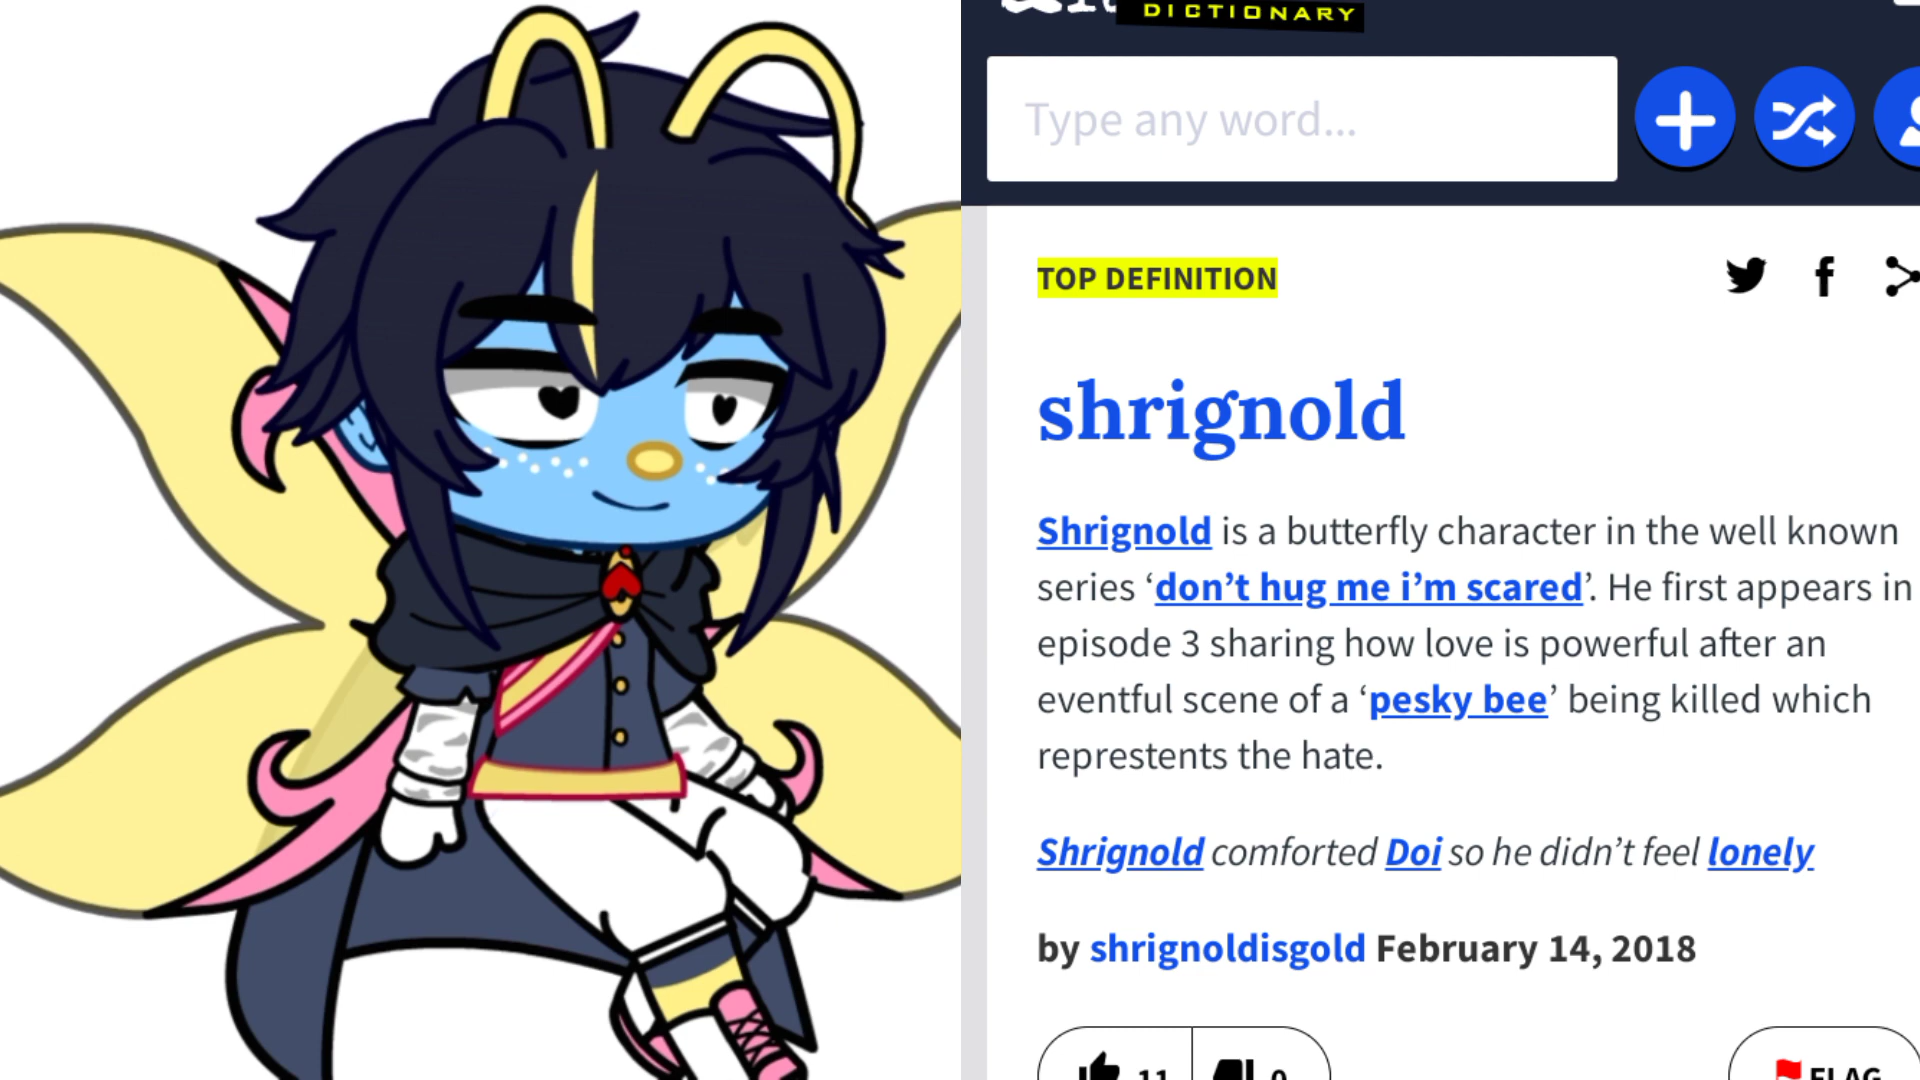 DICTIONARY
Type any word...
TOP DEFINITION
shrignold
Shrignold is a butterfly character in the well known
series ‘don’t hug me i’m scared’. He first appears in
episode 3 sharing how love is powerful after an
eventful scene of a ‘pesky bee’ being killed which
represtents the hate.
Shrignold comforted Doi so he didn’t feel lonely
by shrignoldisgold February 14, 2018
11 0 FLAG